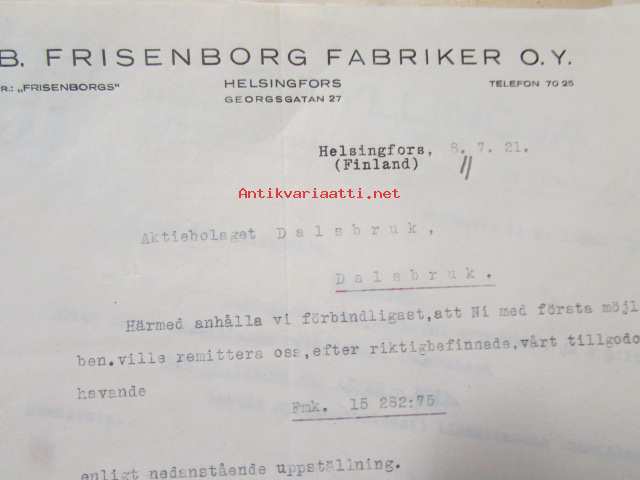 B. FRISENBORG FABRIKER O.Y.
R.: „FRISENBORGS"
HELSINGFORS
TELEFON 70 25
GEORGSGATAN 27
Helsingfors, 8. 7. 21.
(Finland)
11
Antikvariaatti.net
Aktiebolaget Dalsbruk,
Dalsbruk.
Härmed anhålla vi förbindligast,att Ni med första möjl
ben.ville remittera oss,efter riktigbefinnade,vårt tillgodo
havande
Fmk. 15 282:75
enligt nedanstående uppställning.